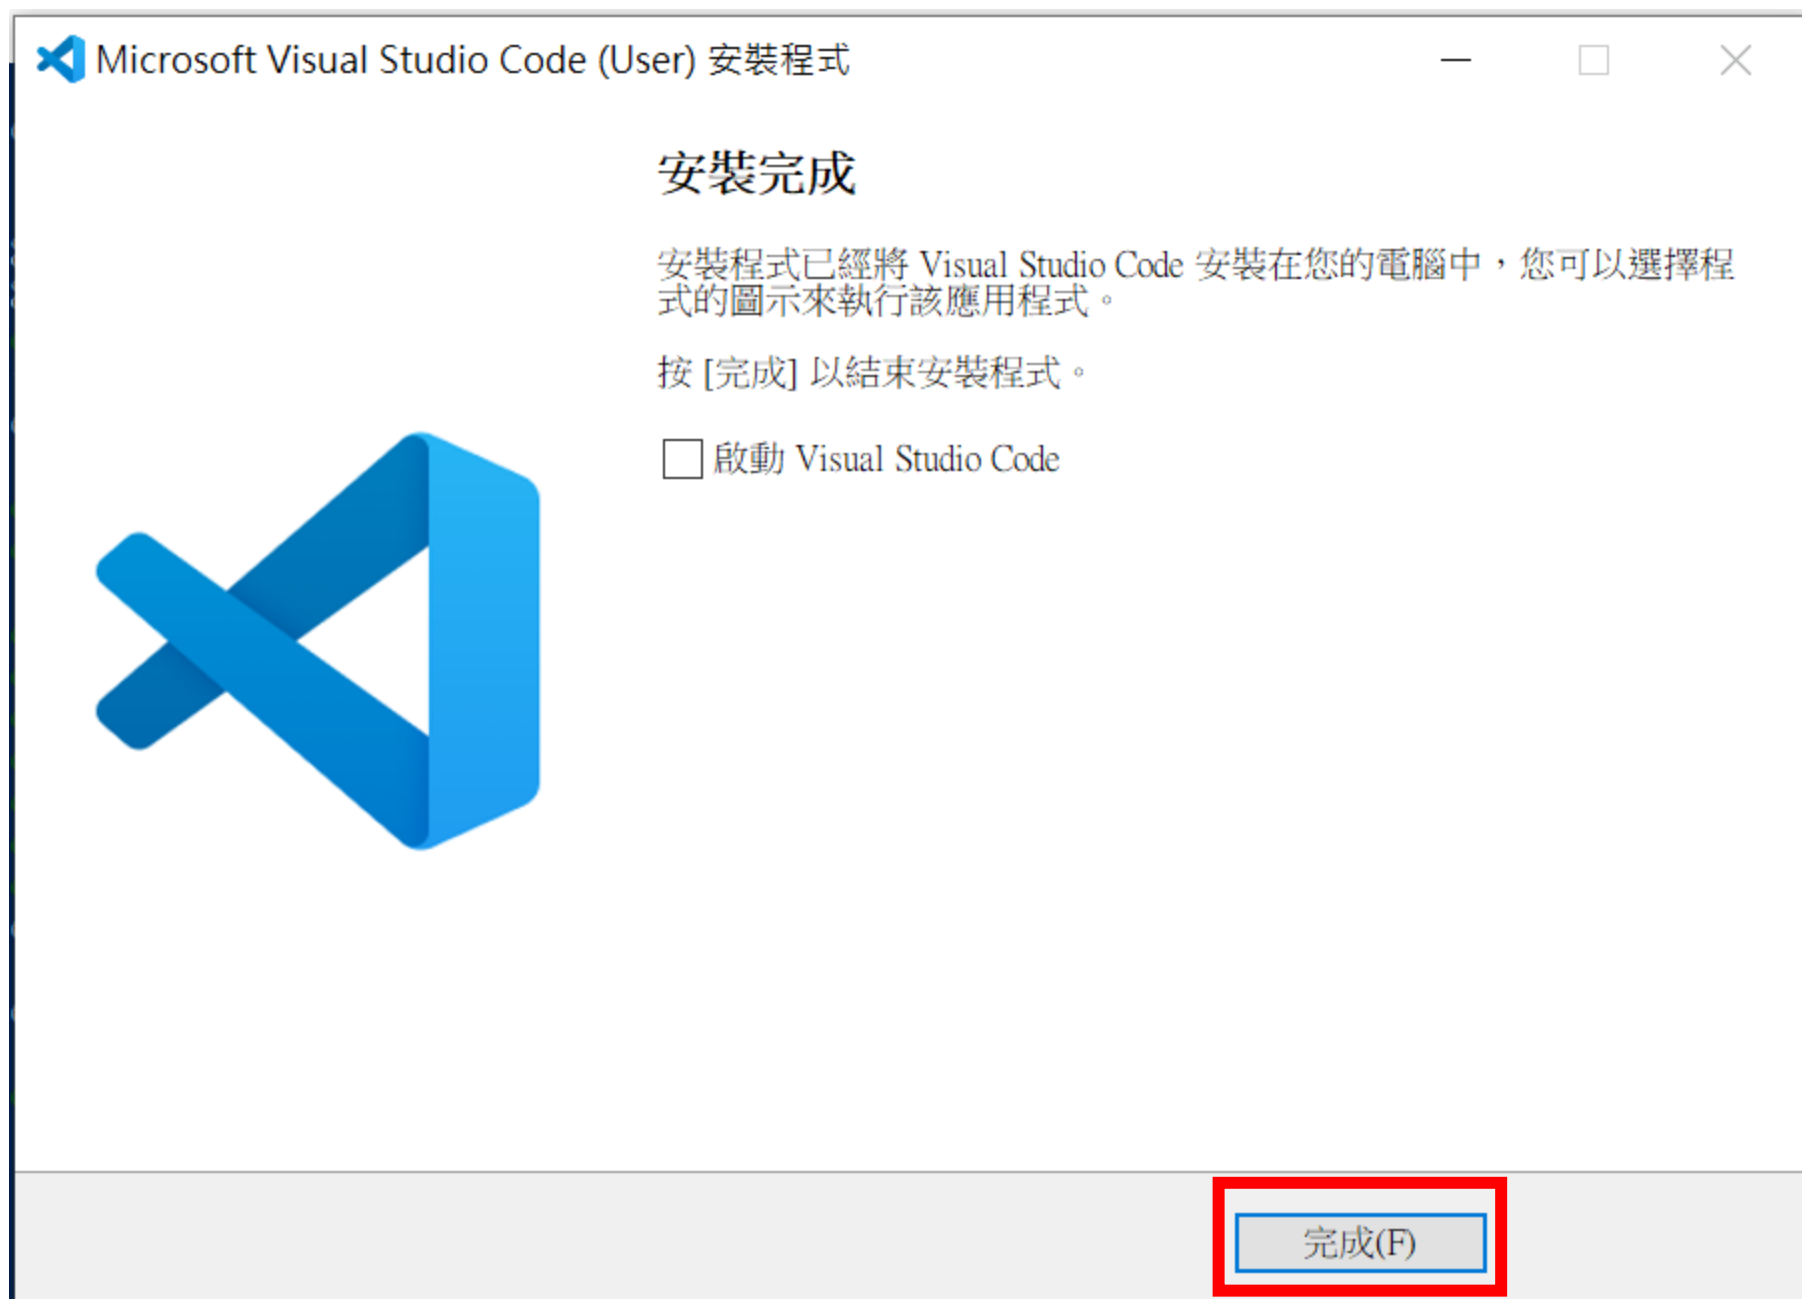 Microsoft Visual Studio Code (User) 安裝程式
安裝完成
安裝程式已經將 Visual Studio Code 安裝在您的電腦中，您可以選擇程
式的圖示來執行該應用程式。
按 [完成] 以結束安裝程式。
啟動 Visual Studio Code
完成(F)